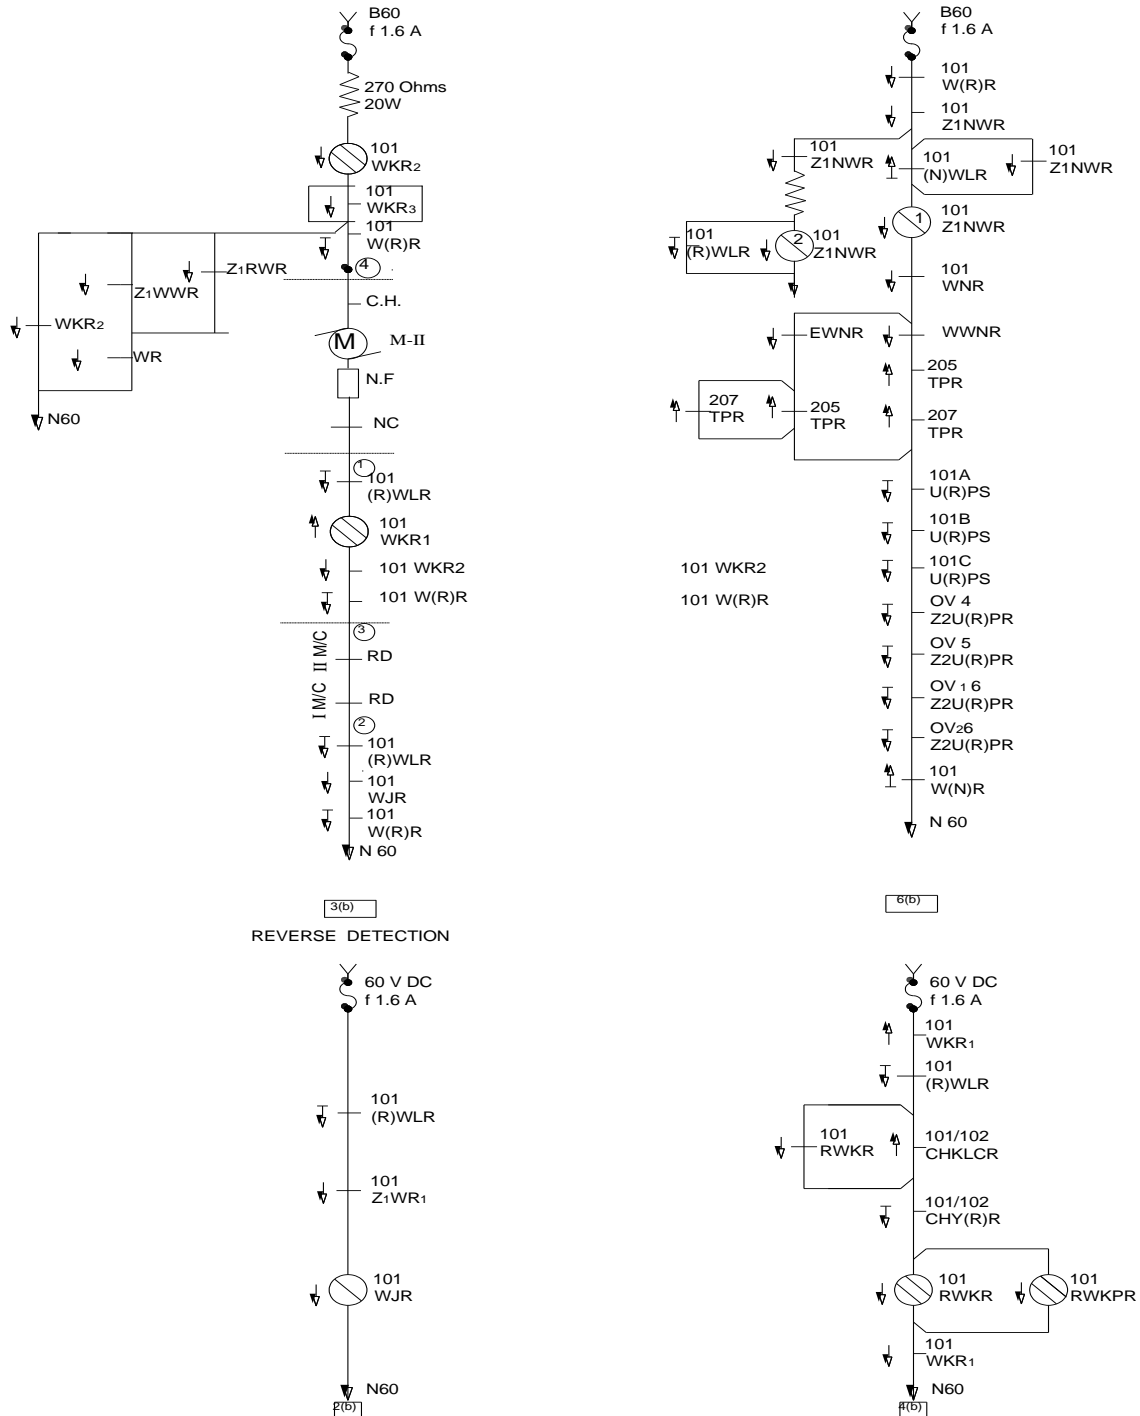 B60
f 1.6 A
270 Ohms
20W
101
WKR2
101
WKR3
101
W(R)R
4
Z1RWR
Z1WWR
WKR2
WR
N60
C.H.
M
M-II
N.F
NC
1
101
(R)WLR
101
WKR1
101 WKR2
101 W(R)R
3
I M/C II M/C
RD
RD
2
101
(R)WLR
101
WJR
101
W(R)R
N 60
3(b)
REVERSE DETECTION
B60
f 1.6 A
101
W(R)R
101
Z1NWR
101
Z1NWR
101
(N)WLR
101
Z1NWR
1
101
Z1NWR
101
(R)WLR
2
101
Z1NWR
101
WNR
EWNR
WWNR
205
TPR
207
TPR
205
TPR
207
TPR
101A
U(R)PS
101B
U(R)PS
101C
U(R)PS
101 WKR2
101 W(R)R
OV 4
Z2U(R)PR
OV 5
Z2U(R)PR
OV 1 6
Z2U(R)PR
OV26
Z2U(R)PR
101
W(N)R
N 60
6(b)
60 V DC
f 1.6 A
101
(R)WLR
101
Z1WR1
101
WJR
N60
2(b)
60 V DC
f 1.6 A
101
WKR1
101
(R)WLR
101
RWKR
101/102
CHKLCR
101/102
CHY(R)R
101
RWKR
101
RWKPR
101
WKR1
N60
4(b)